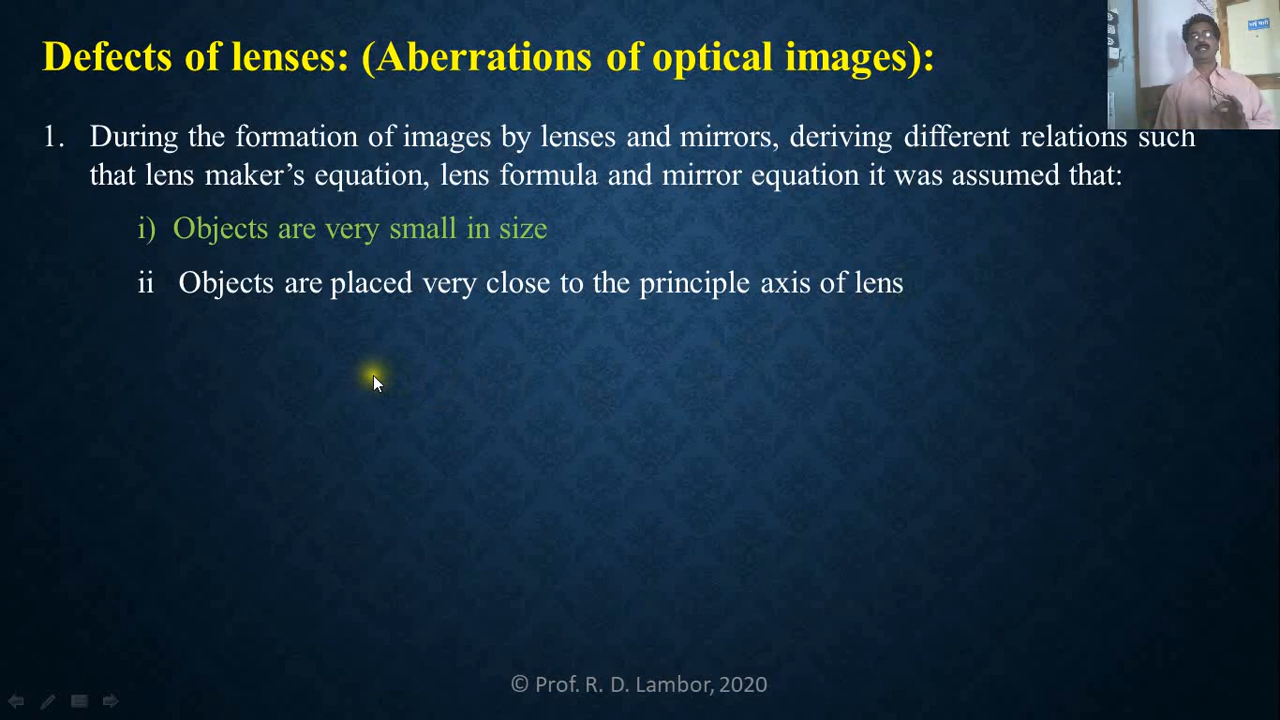 Defects of lenses: (Aberrations of optical images):
1. During the formation of images by lenses and mirrors, deriving different relations such
that lens maker’s equation, lens formula and mirror equation it was assumed that:
i) Objects are very small in size
ii Objects are placed very close to the principle axis of lens
© Prof. R. D. Lambor, 2020